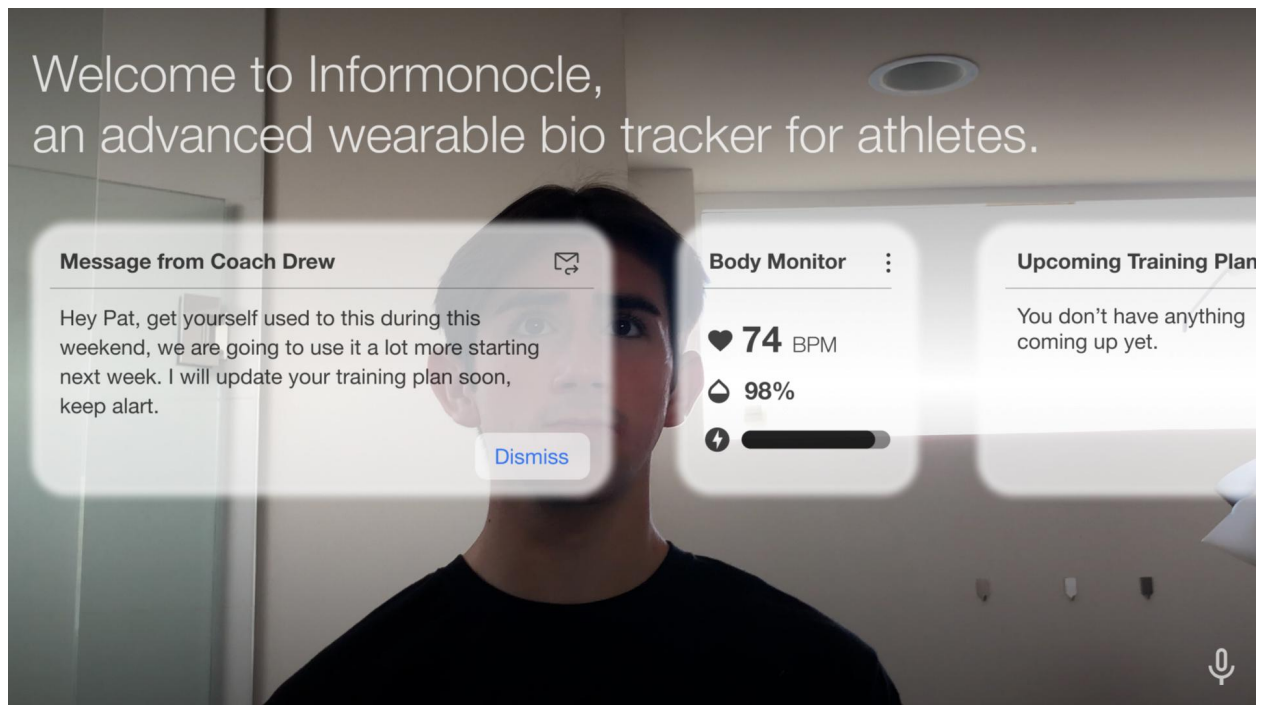 Welcome to Informonocle,
an advanced wearable bio tracker for athletes.
Message from Coach Drew
Hey Pat, get yourself used to this during this
weekend, we are going to use it a lot more starting
next week. I will update your training plan soon,
keep alart.
Dismiss
Body Monitor
74 BPM
98%
Upcoming Training Plan
You don’t have anything
coming up yet.